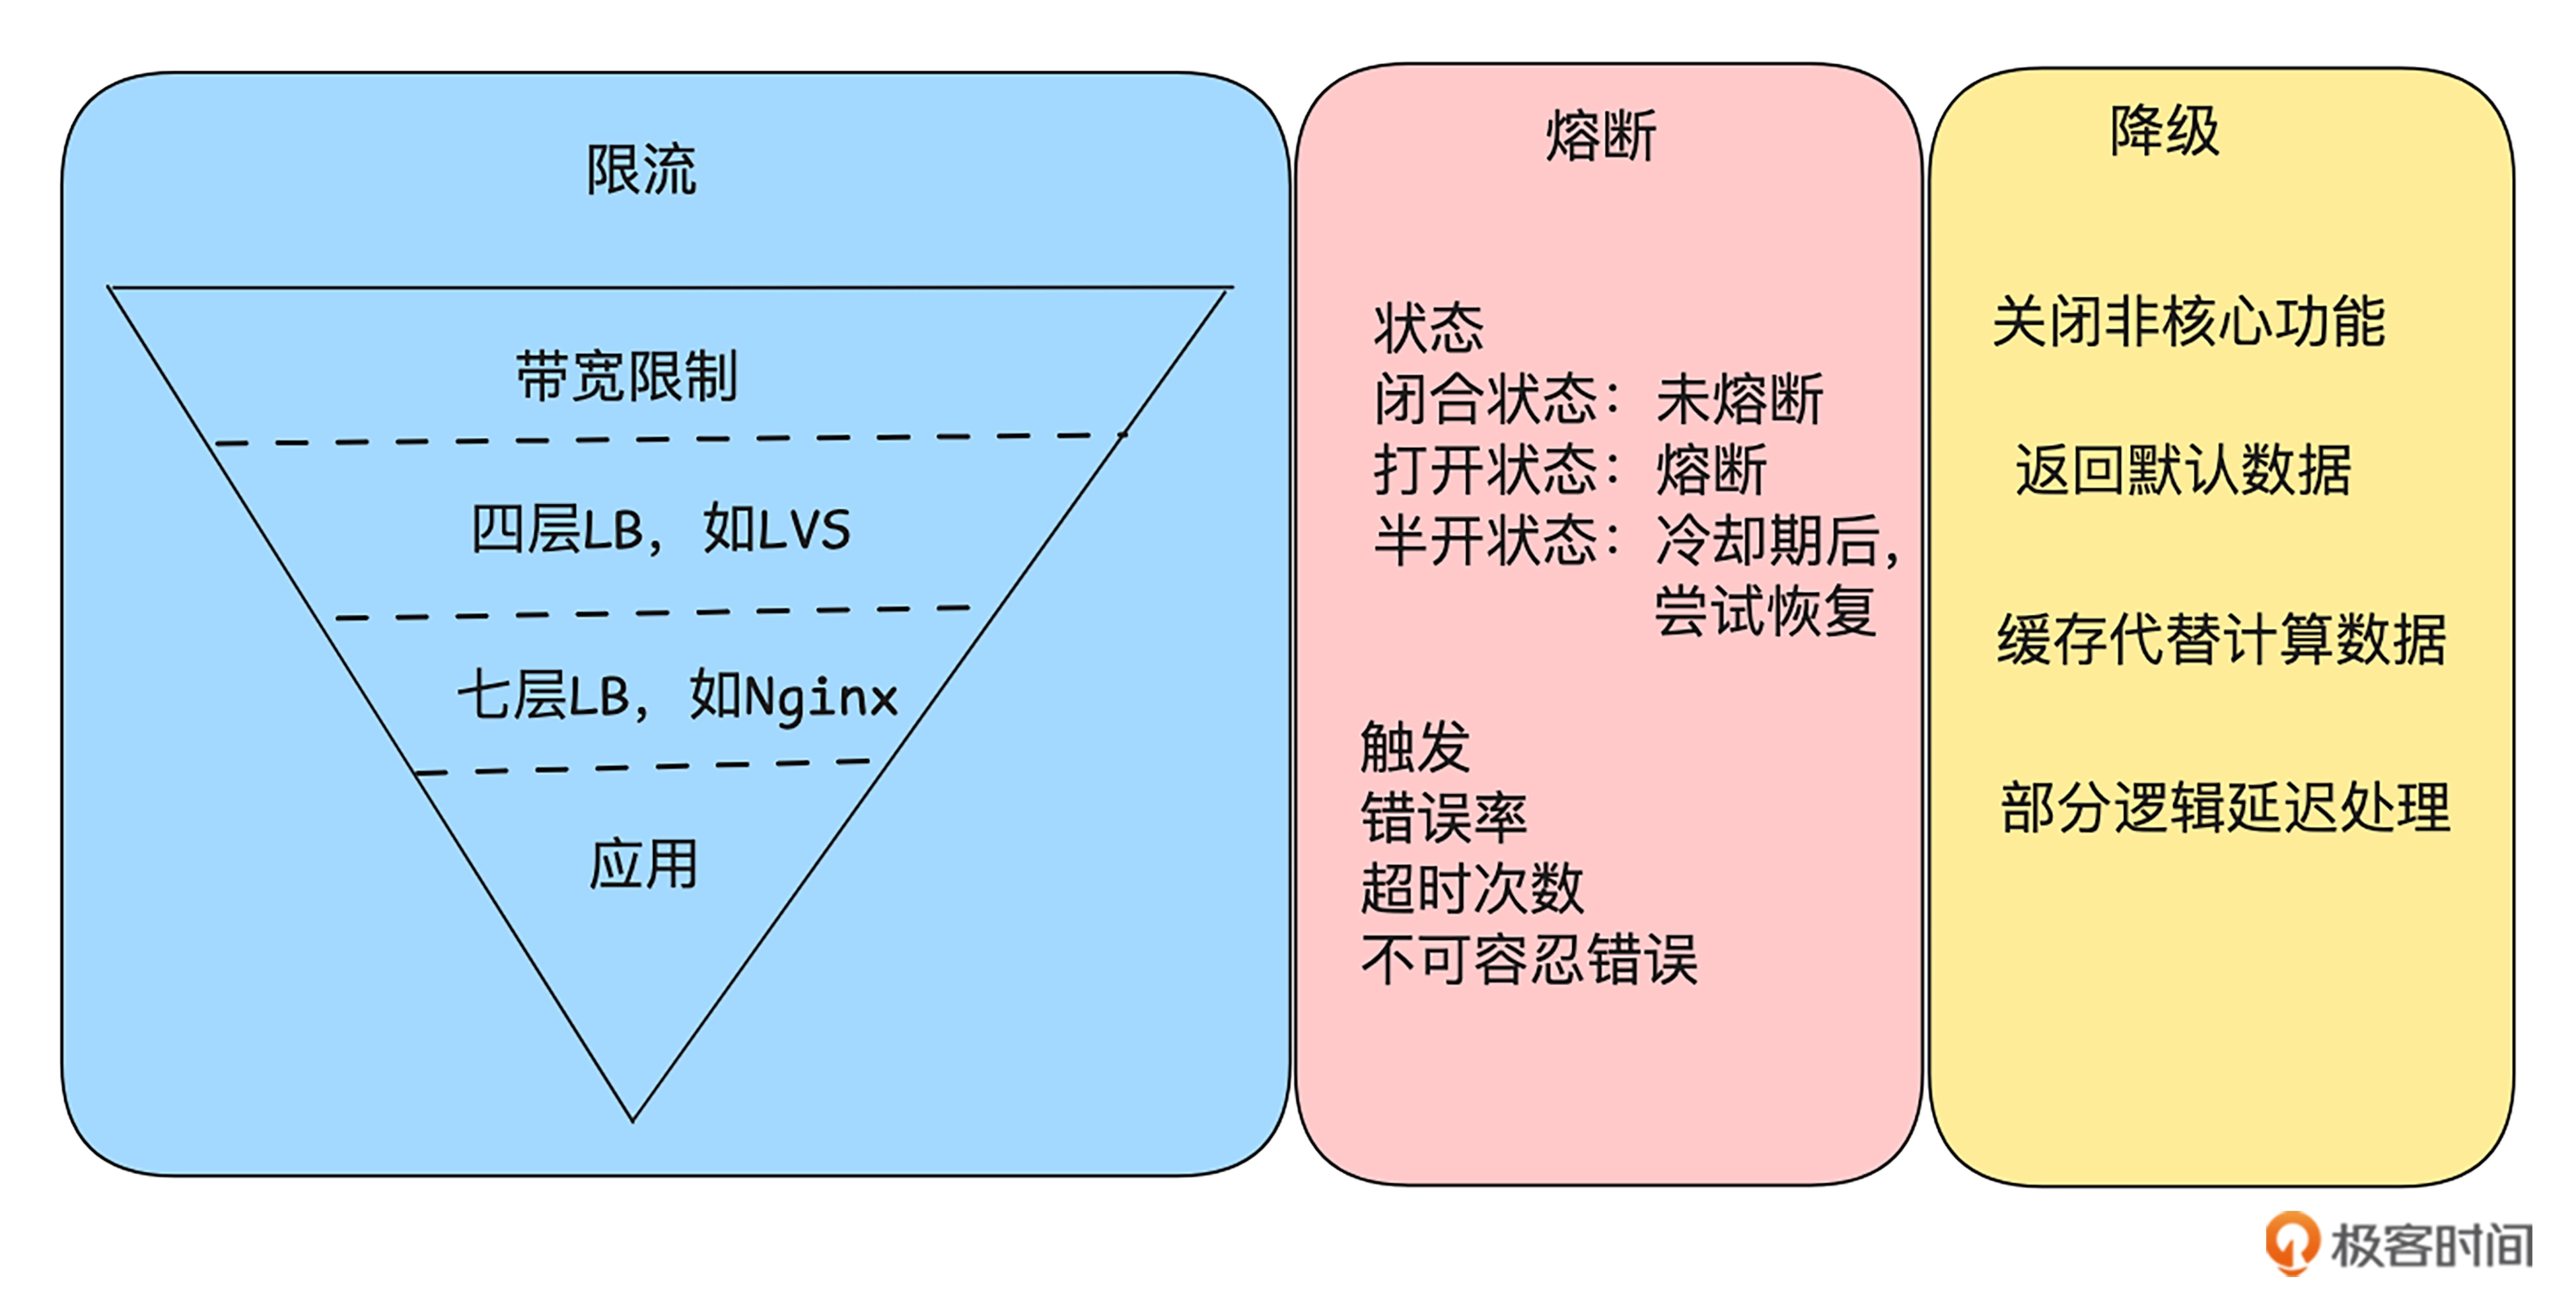 限流
带宽限制
四层LB，如LVS
七层LB，如Nginx
应用
熔断
状态
闭合状态：未熔断
打开状态：熔断
半开状态：冷却期后，
尝试恢复
触发
错误率
超时次数
不可容忍错误
降级
关闭非核心功能
返回默认数据
缓存代替计算数据
部分逻辑延迟处理
极客时间